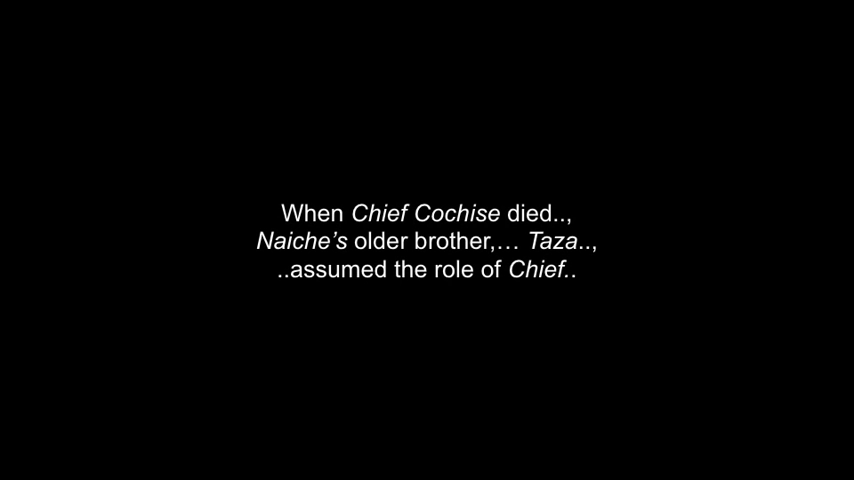 When Chief Cochise died..,
Naiche’s older brother,… Taza..,
..assumed the role of Chief..